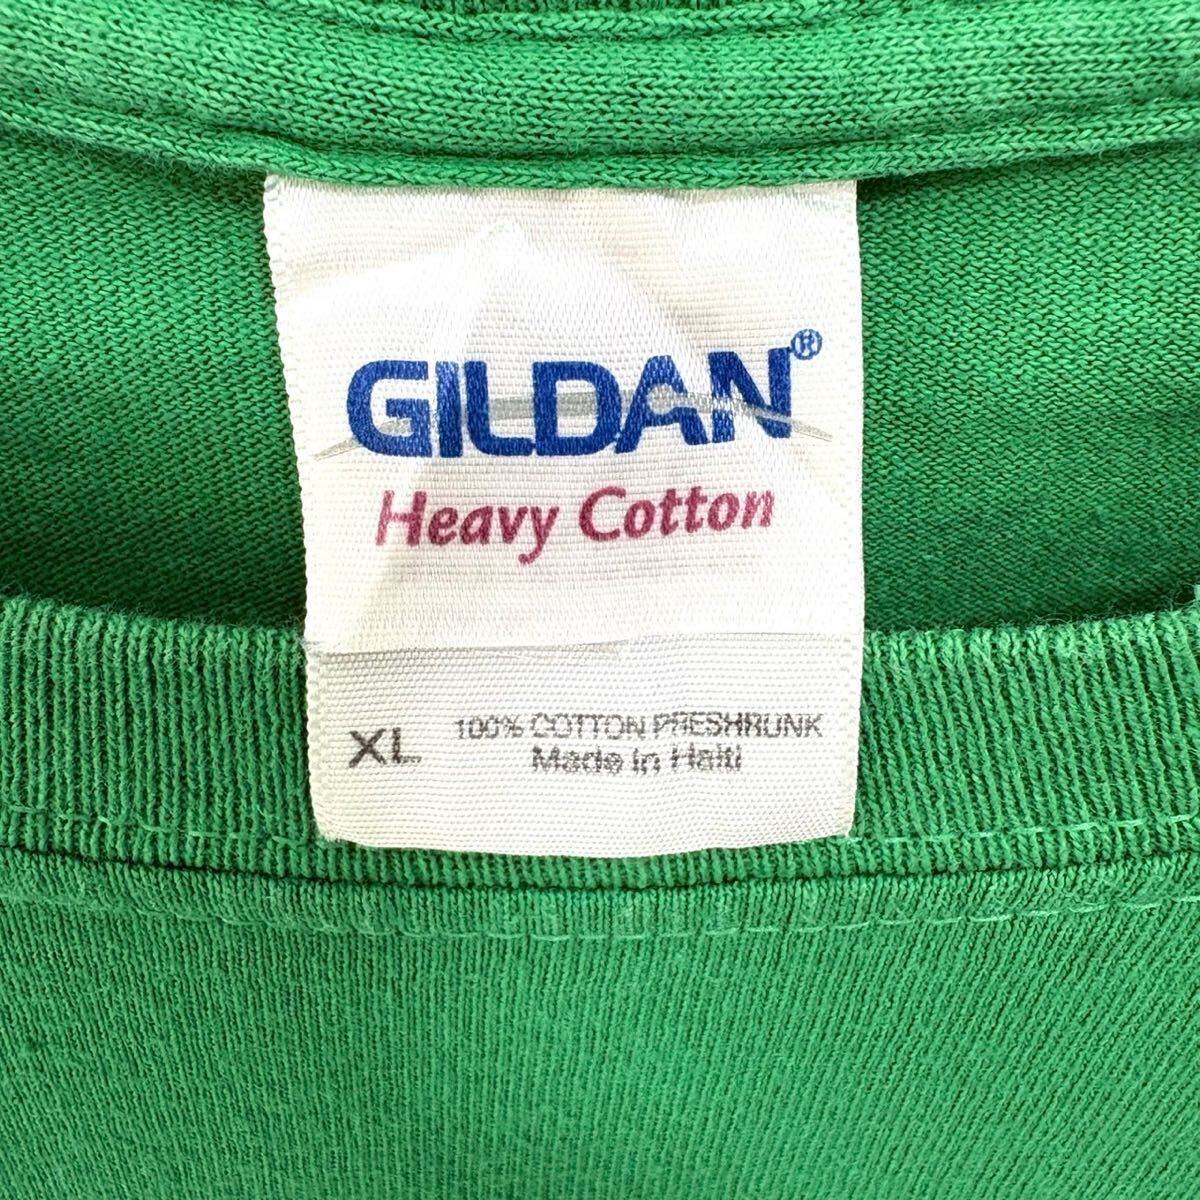 GILDAN®
Heavy Cotton
XL
100% COTTON PRESHRUNK
Made in Haiti